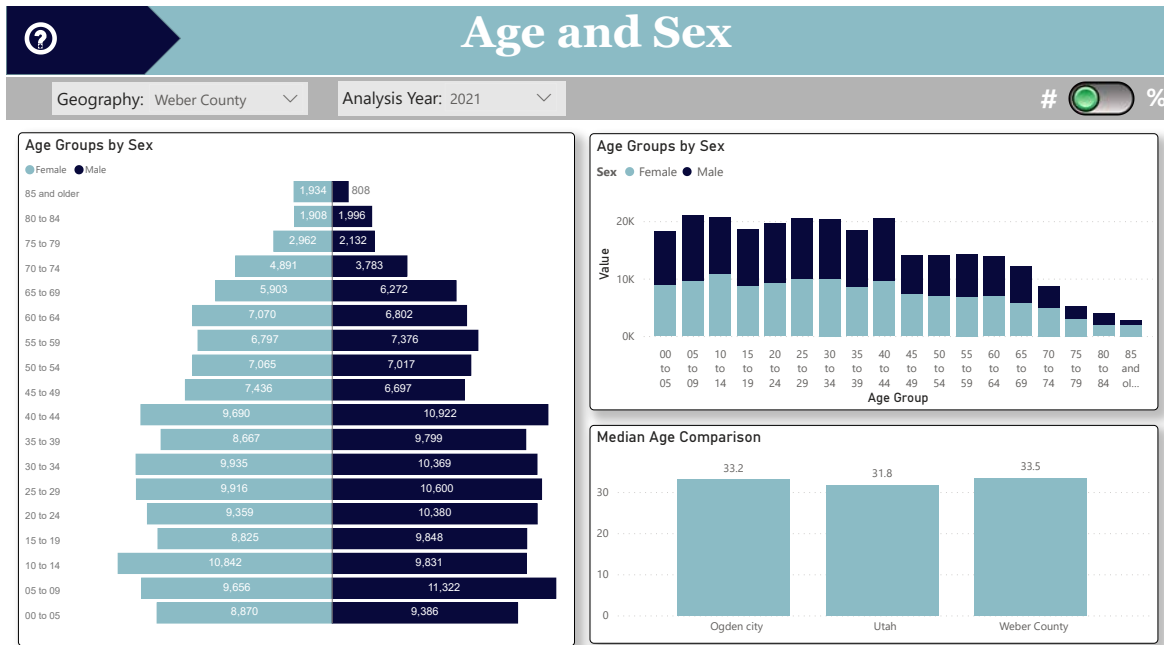 Age and Sex
Geography: Weber County
Analysis Year: 2021
# %
Age Groups by Sex
Female Male
85 and older 1,934 808
80 to 84 1,908 1,996
75 to 79 2,962 2,132
70 to 74 4,891 3,783
65 to 69 5,903 6,272
60 to 64 7,070 6,802
55 to 59 6,797 7,376
50 to 54 7,065 7,017
45 to 49 7,436 6,697
40 to 44 9,690 10,922
35 to 39 8,667 9,799
30 to 34 9,935 10,369
25 to 29 9,916 10,600
20 to 24 9,359 10,380
15 to 19 8,825 9,848
10 to 14 10,842 9,831
05 to 09 9,656 11,322
00 to 05 8,870 9,386
Age Groups by Sex
Sex Female Male
Value
20K
10K
0K
00 05 10 15 20 25 30 35 40 45 50 55 60 65 70 75 80 85
to to to to to to to to to to to to to to to to to and
05 09 14 19 24 29 34 39 44 49 54 59 64 69 74 79 84 ol...
Age Group
Median Age Comparison
33.2 31.8 33.5
30
20
10
0
Ogden city Utah Weber County